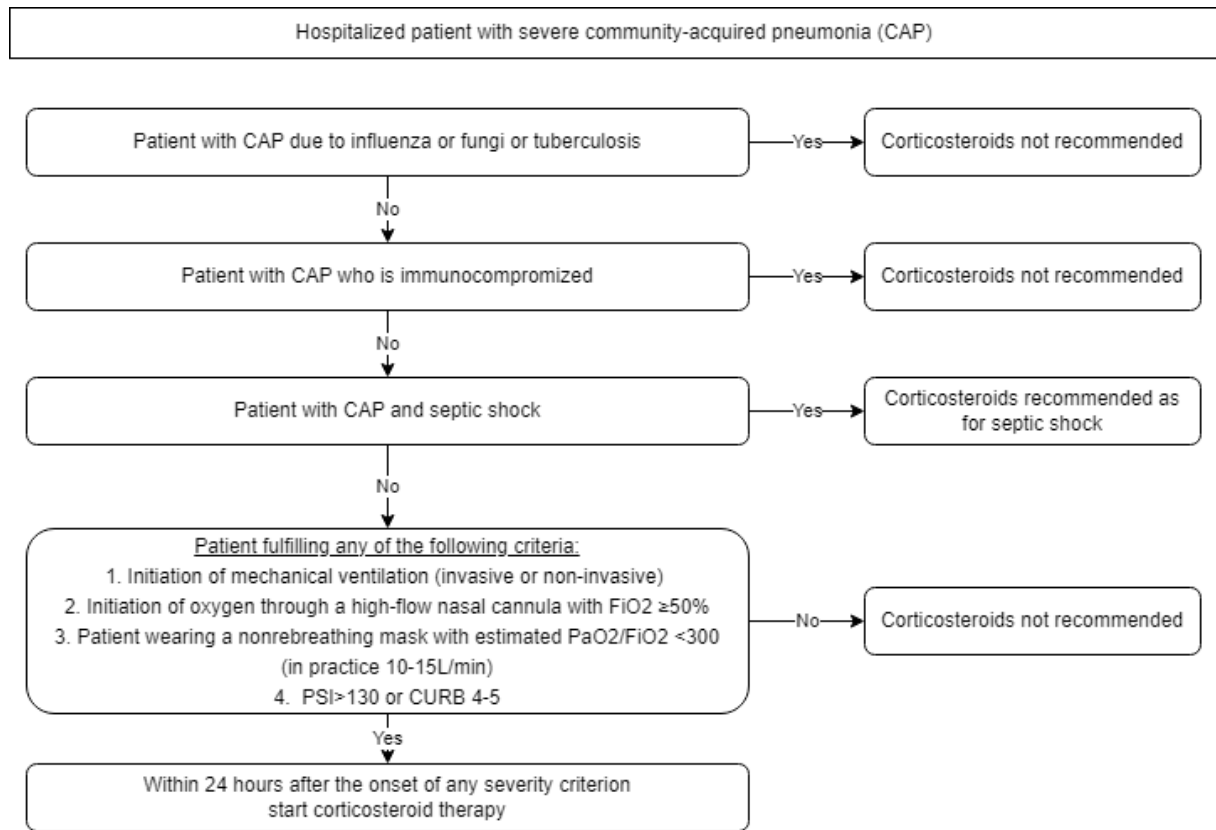 Hospitalized patient with severe community-acquired pneumonia (CAP)
Patient with CAP due to influenza or fungi or tuberculosis
Yes
Corticosteroids not recommended
No
Patient with CAP who is immunocompromized
Yes
Corticosteroids not recommended
No
Patient with CAP and septic shock
Yes
Corticosteroids recommended as
for septic shock
No
Patient fulfilling any of the following criteria:
1. Initiation of mechanical ventilation (invasive or non-invasive)
2. Initiation of oxygen through a high-flow nasal cannula with FiO2 ≥50%
3. Patient wearing a nonrebreathing mask with estimated PaO2/FiO2 <300
(in practice 10-15L/min)
4. PSI>130 or CURB 4-5
No
Corticosteroids not recommended
Yes
Within 24 hours after the onset of any severity criterion
start corticosteroid therapy